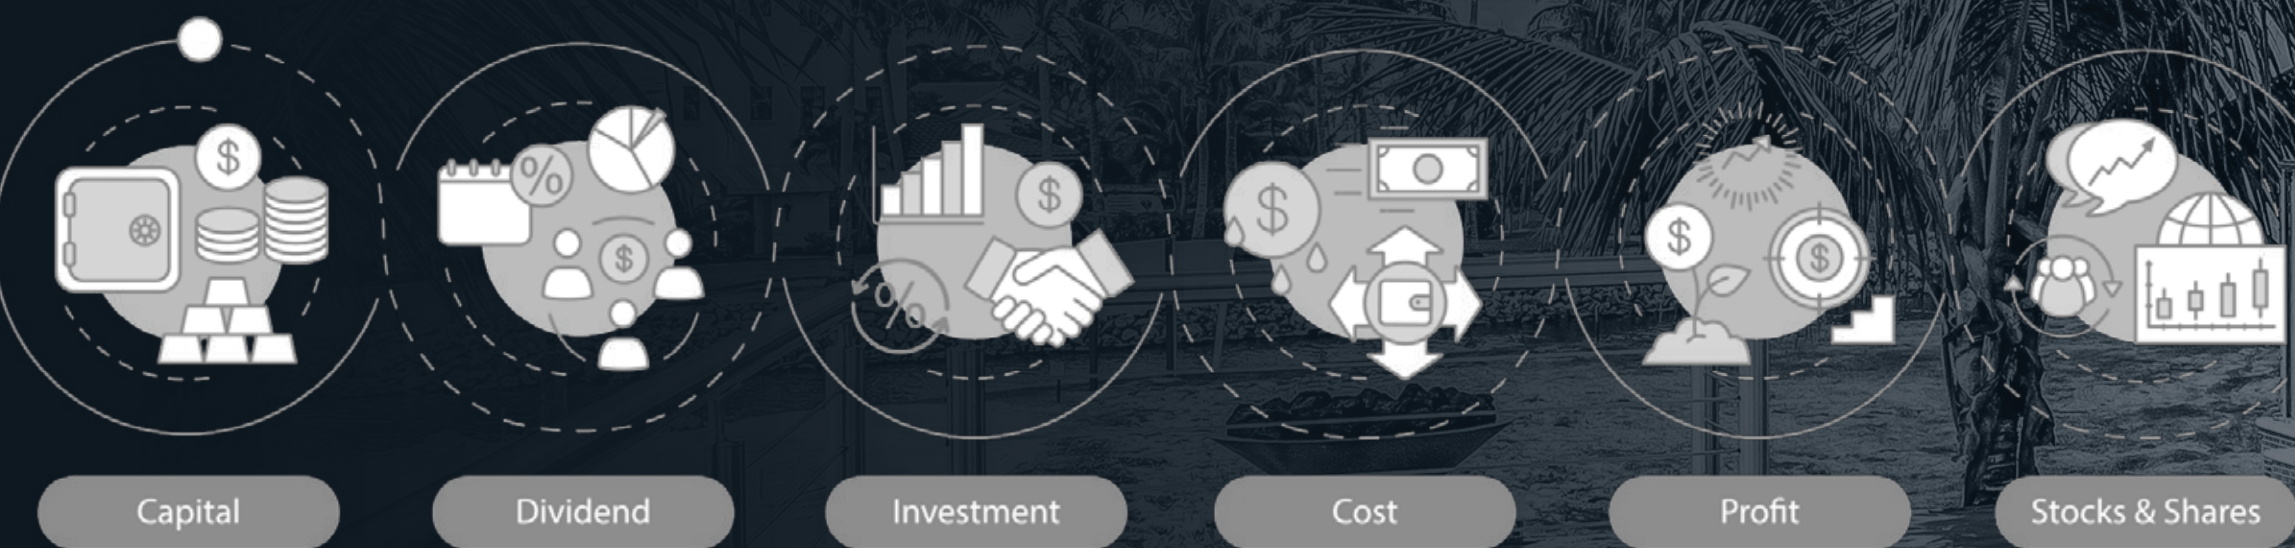 $
%
$
$
%
$
$
$
Capital
Dividend
Investment
Cost
Profit
Stocks & Shares